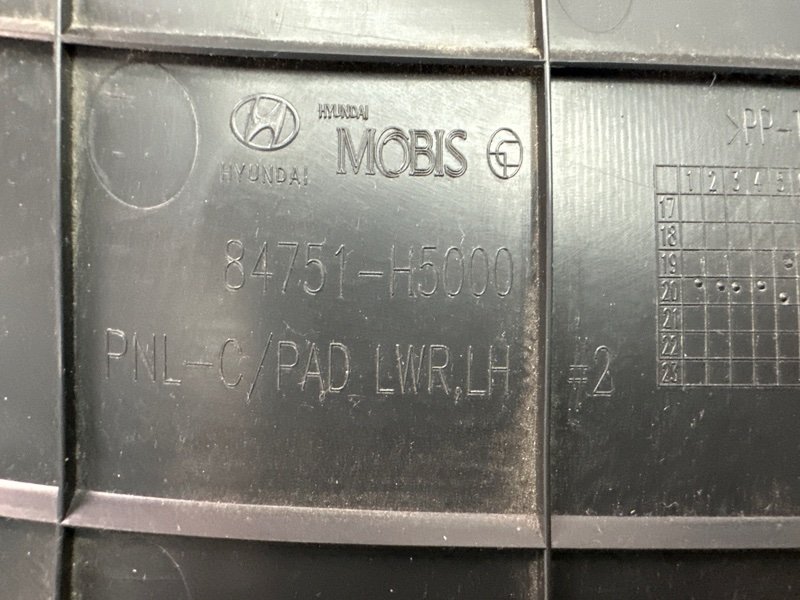 HYUNDAI
HYUNDAI
MOBIS
84751-H5000
PNL-C/PAD LWR,LH #2
>PP-
1 2 3 4 5
17
18
19
20
21
22
23